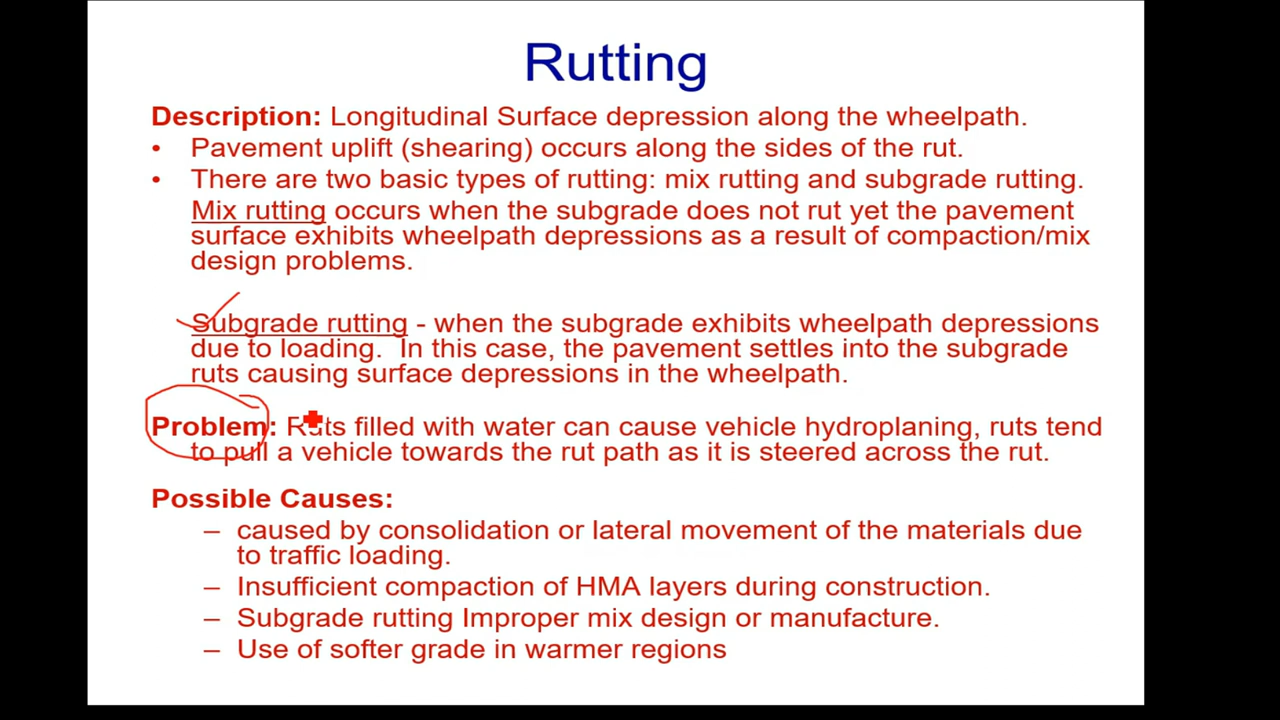 Rutting
Description: Longitudinal Surface depression along the wheelpath.
• Pavement uplift (shearing) occurs along the sides of the rut.
• There are two basic types of rutting: mix rutting and subgrade rutting.
Mix rutting occurs when the subgrade does not rut yet the pavement
surface exhibits wheelpath depressions as a result of compaction/mix
design problems.
Subgrade rutting - when the subgrade exhibits wheelpath depressions
due to loading. In this case, the pavement settles into the subgrade
ruts causing surface depressions in the wheelpath.
Problem: Ruts filled with water can cause vehicle hydroplaning, ruts tend
to pull a vehicle towards the rut path as it is steered across the rut.
Possible Causes:
– caused by consolidation or lateral movement of the materials due
to traffic loading.
– Insufficient compaction of HMA layers during construction.
– Subgrade rutting Improper mix design or manufacture.
– Use of softer grade in warmer regions